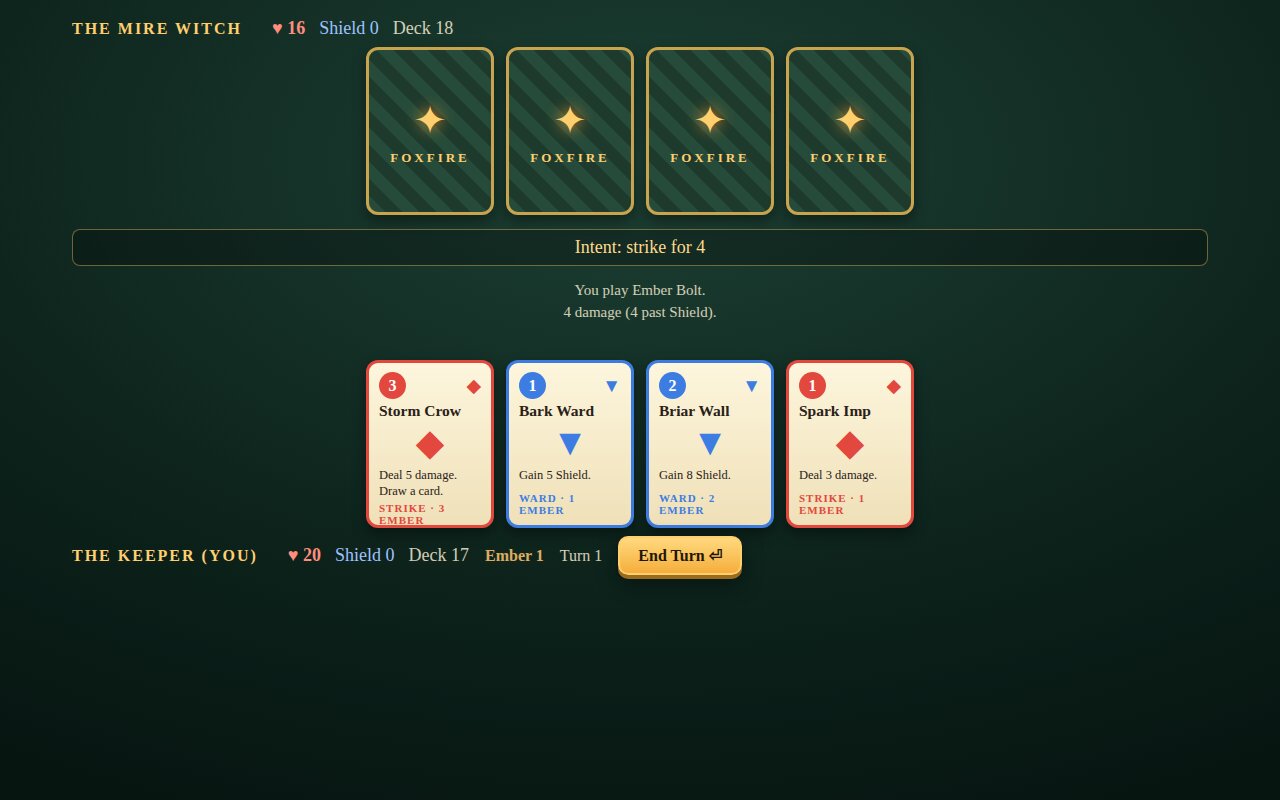 THE MIRE WITCH ♥ 16 Shield 0 Deck 18
FOXFIRE FOXFIRE FOXFIRE FOXFIRE
Intent: strike for 4
You play Ember Bolt.
4 damage (4 past Shield).
3
Storm Crow
Deal 5 damage.
Draw a card.
STRIKE · 3
EMBER
1
Bark Ward
Gain 5 Shield.
WARD · 1
EMBER
2
Briar Wall
Gain 8 Shield.
WARD · 2
EMBER
1
Spark Imp
Deal 3 damage.
STRIKE · 1
EMBER
THE KEEPER (YOU) ♥ 20 Shield 0 Deck 17 Ember 1 Turn 1 End Turn ⏎